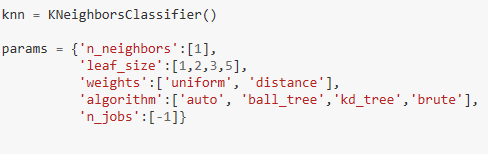 knn = KNeighborsClassifier()
params = {'n_neighbors':[1],
'leaf_size':[1,2,3,5],
'weights':['uniform', 'distance'],
'algorithm':['auto', 'ball_tree','kd_tree','brute'],
'n_jobs':[-1]}